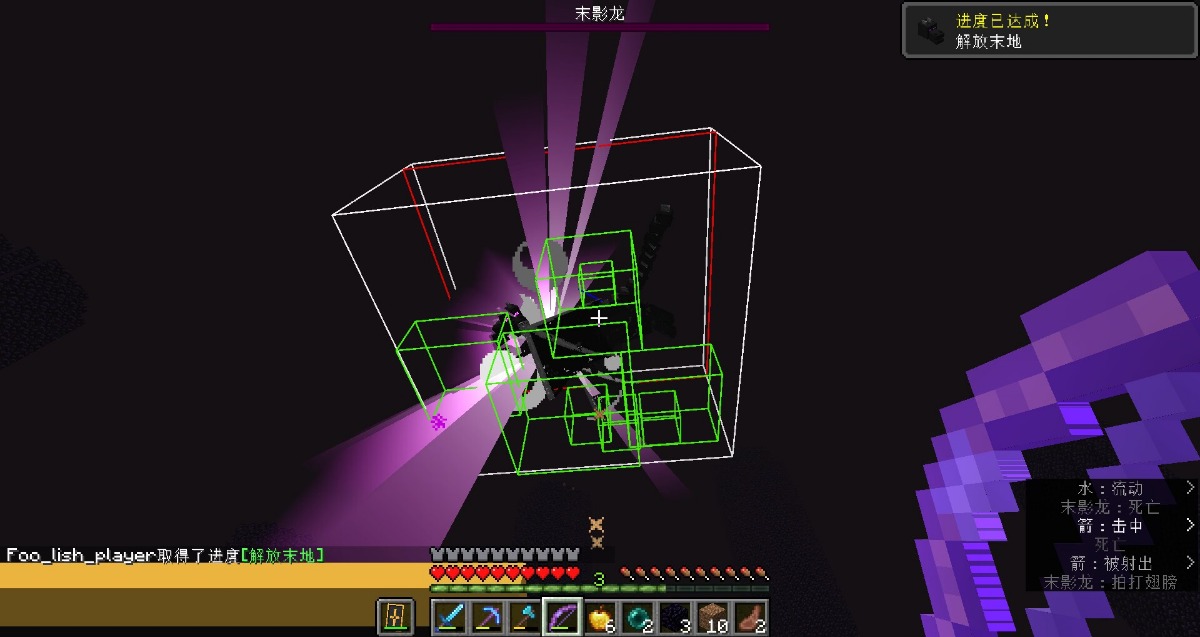 末影龙
进度已达成！
解放末地
水：流动
末影龙：死亡
箭：击中
死亡
箭：被射出
末影龙：拍打翅膀
Foo_lish_player取得了进度[解放末地]
3
6
2
3
10
2